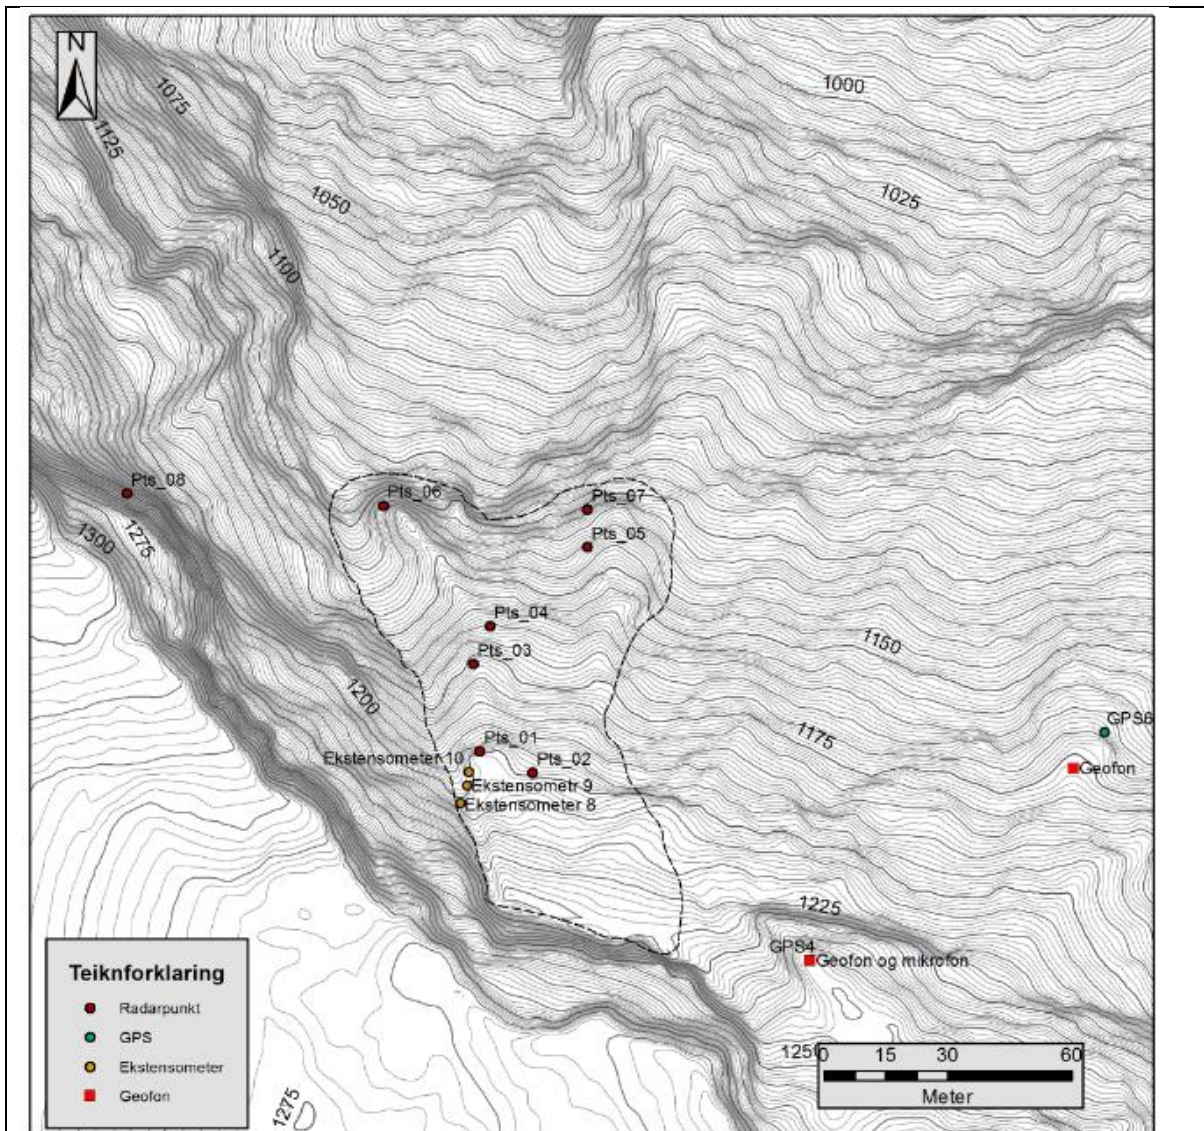 N
1000
1075
1125
1050
1025
1100
Pts_08
Pts_06
Pts_07
1300
1275
Pts_05
Pts_04
1150
Pts_03
1200
GPS6
1175
Pts_01
Ekstensometer 10
Pts_02
Geofon
Ekstensometr 9
Ekstensometer 8
1225
GPS4
Geofon og mikrofon
Teiknforklaring
Radarpunkt
GPS
Ekstensometer
Geofon
1250
0 15 30 60
Meter
1275